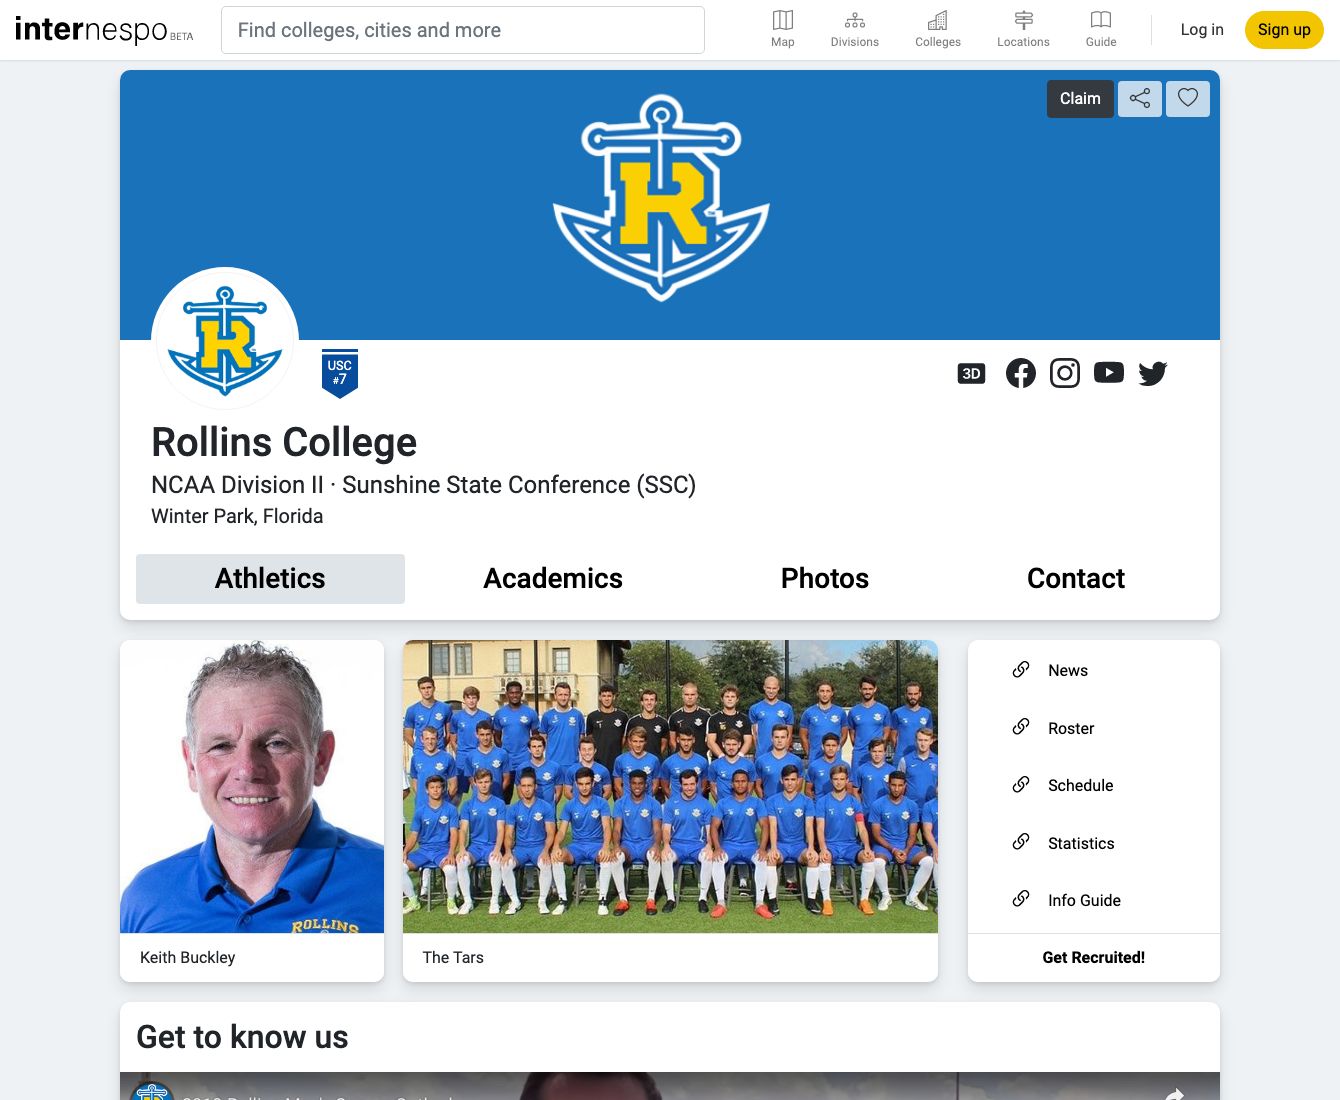 internespo BETA
Find colleges, cities and more
Map
Divisions
Colleges
Locations
Guide
Log in
Sign up
Claim
R
R
USC
#7
3D
Rollins College
NCAA Division II · Sunshine State Conference (SSC)
Winter Park, Florida
Athletics
Academics
Photos
Contact
ROLLINS
Keith Buckley
The Tars
News
Roster
Schedule
Statistics
Info Guide
Get Recruited!
Get to know us